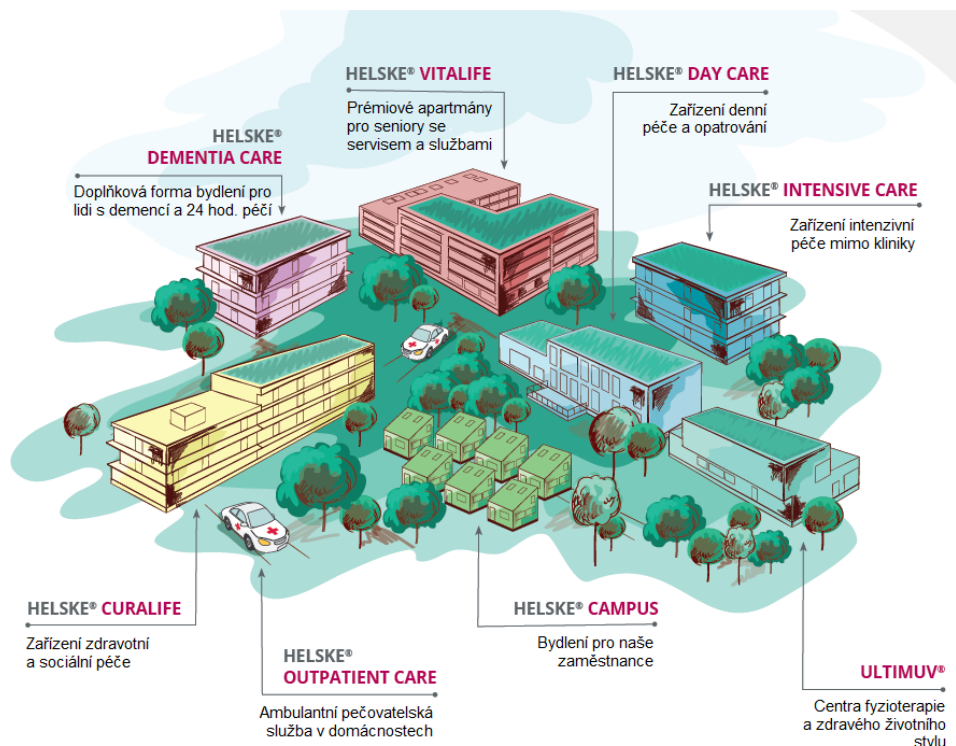 HELSKE® VITALIFE
Prémiové apartmány
pro seniory se
servisem a službami
HELSKE® DAY CARE
Zařízení denní
péče a opatrování
HELSKE®
DEMENTIA CARE
Doplňková forma bydlení pro
lidi s demencí a 24 hod. péčí
HELSKE® INTENSIVE CARE
Zařízení intenzivní
péče mimo kliniky
HELSKE® CURALIFE
Zařízení zdravotní
a sociální péče
HELSKE®
OUTPATIENT CARE
Ambulantní pečovatelská
služba v domácnostech
HELSKE® CAMPUS
Bydlení pro naše
zaměstnance
ULTIMUV®
Centra fyzioterapie
a zdravého životního
stylu